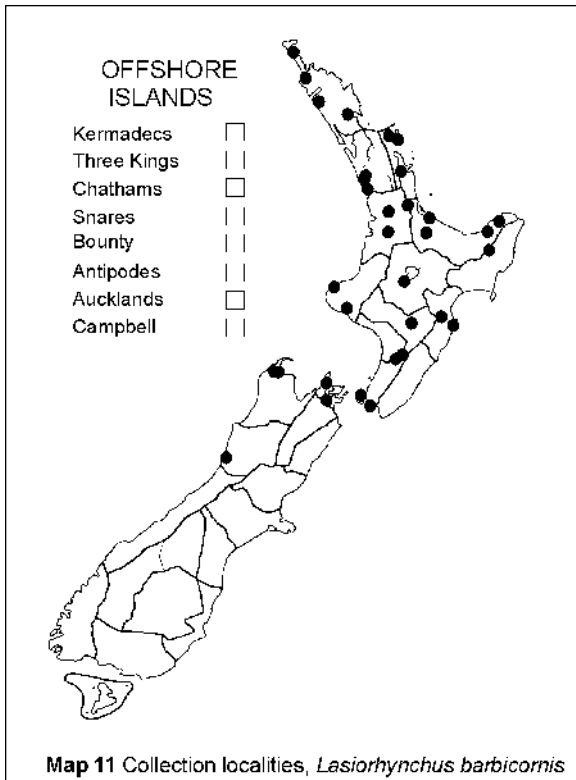 OFFSHORE
ISLANDS
Kermadecs
Three Kings
Chathams
Snares
Bounty
Antipodes
Aucklands
Campbell
Map 11 Collection localities, Lasiorhynchus barbicornis